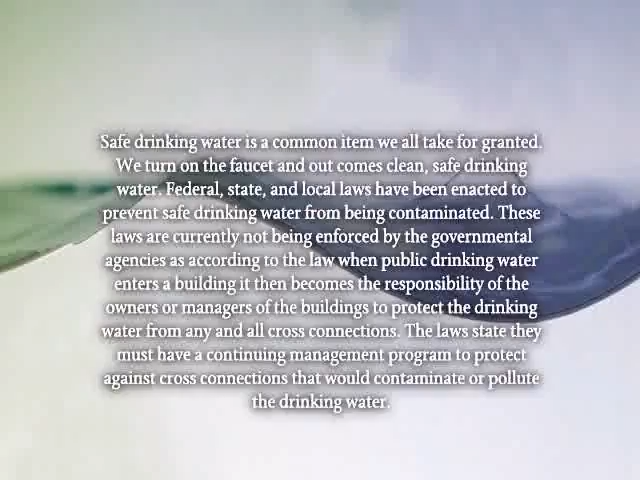 Safe drinking water is a common item we all take for granted.
We turn on the faucet and out comes clean, safe drinking
water. Federal, state, and local laws have been enacted to
prevent safe drinking water from being contaminated. These
laws are currently not being enforced by the governmental
agencies as according to the law when public drinking water
enters a building it then becomes the responsibility of the
owners or managers of the buildings to protect the drinking
water from any and all cross connections. The laws state they
must have a continuing management program to protect
against cross connections that would contaminate or pollute
the drinking water.